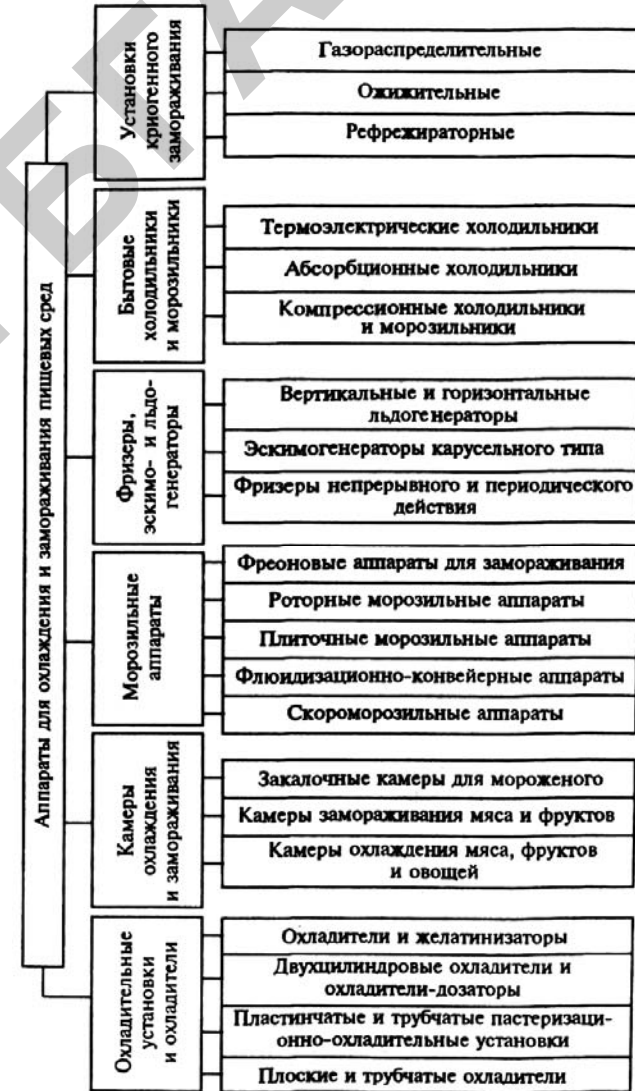 Аппараты для охлаждения и замораживания пищевых сред
Установки
криогенного
замораживания
Газораспределительные
Ожижительные
Рефрежираторные
Бытовые
холодильники
и морозильники
Термоэлектрические холодильники
Абсорбционные холодильники
Компрессионные холодильники
и морозильники
Фризеры,
эскимо- и льдо-
генераторы
Вертикальные и горизонтальные
льдогенераторы
Эскимогенераторы карусельного типа
Фризеры непрерывного и периодического
действия
Морозильные
аппараты
Фреоновые аппараты для замораживания
Роторные морозильные аппараты
Плиточные морозильные аппараты
Флюидизационно-конвейерные аппараты
Скороморозильные аппараты
Камеры
охлаждения
и замораживания
Закалочные камеры для мороженого
Камеры замораживания мяса и фруктов
Камеры охлаждения мяса, фруктов
и овощей
Охладительные
установки
и охладители
Охладители и желатинизаторы
Двухцилиндровые охладители и
охладители-дозаторы
Пластинчатые и трубчатые пастеризаци-
онно-охладительные установки
Плоские и трубчатые охладители